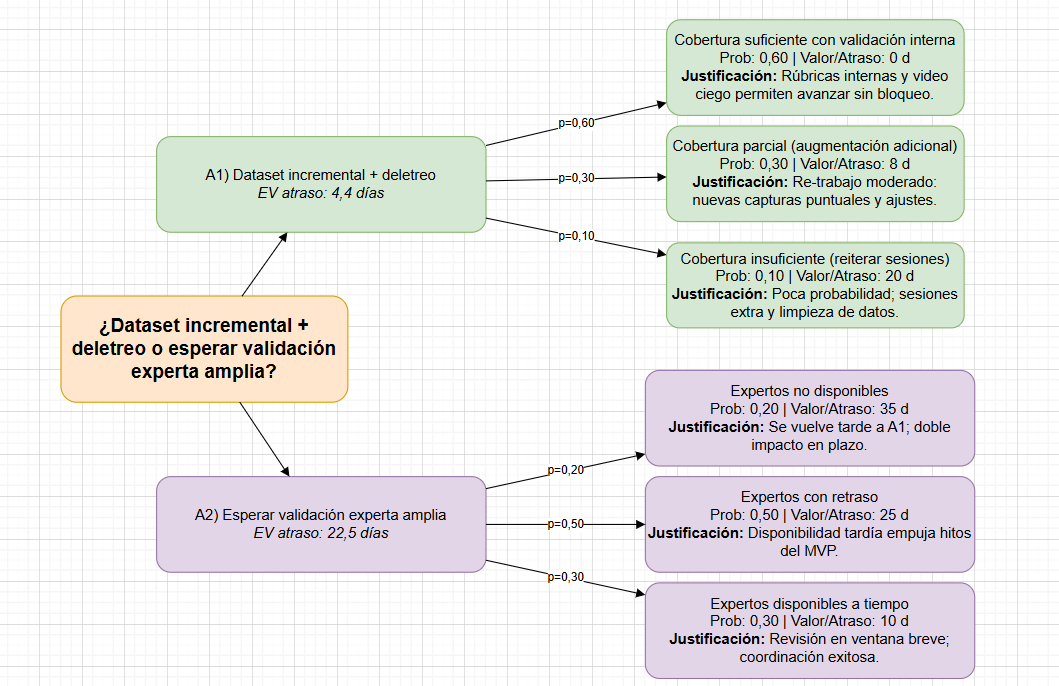 ¿Dataset incremental +
deletreo o esperar validación
experta amplia?
A1) Dataset incremental + deletreo
EV atraso: 4,4 días
p=0,60
p=0,30
p=0,10
Cobertura suficiente con validación interna
Prob: 0,60 | Valor/Atraso: 0 d
Justificación: Rúbricas internas y video
ciego permiten avanzar sin bloqueo.
Cobertura parcial (augmentación adicional)
Prob: 0,30 | Valor/Atraso: 8 d
Justificación: Re-trabajo moderado:
nuevas capturas puntuales y ajustes.
Cobertura insuficiente (reiterar sesiones)
Prob: 0,10 | Valor/Atraso: 20 d
Justificación: Poca probabilidad; sesiones
extra y limpieza de datos.
A2) Esperar validación experta amplia
EV atraso: 22,5 días
p=0,20
p=0,50
p=0,30
Expertos no disponibles
Prob: 0,20 | Valor/Atraso: 35 d
Justificación: Se vuelve tarde a A1; doble
impacto en plazo.
Expertos con retraso
Prob: 0,50 | Valor/Atraso: 25 d
Justificación: Disponibilidad tardía empuja hitos
del MVP.
Expertos disponibles a tiempo
Prob: 0,30 | Valor/Atraso: 10 d
Justificación: Revisión en ventana breve;
coordinación exitosa.